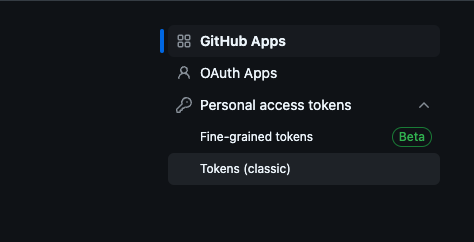 GitHub Apps
OAuth Apps
Personal access tokens
Fine-grained tokens Beta
Tokens (classic)